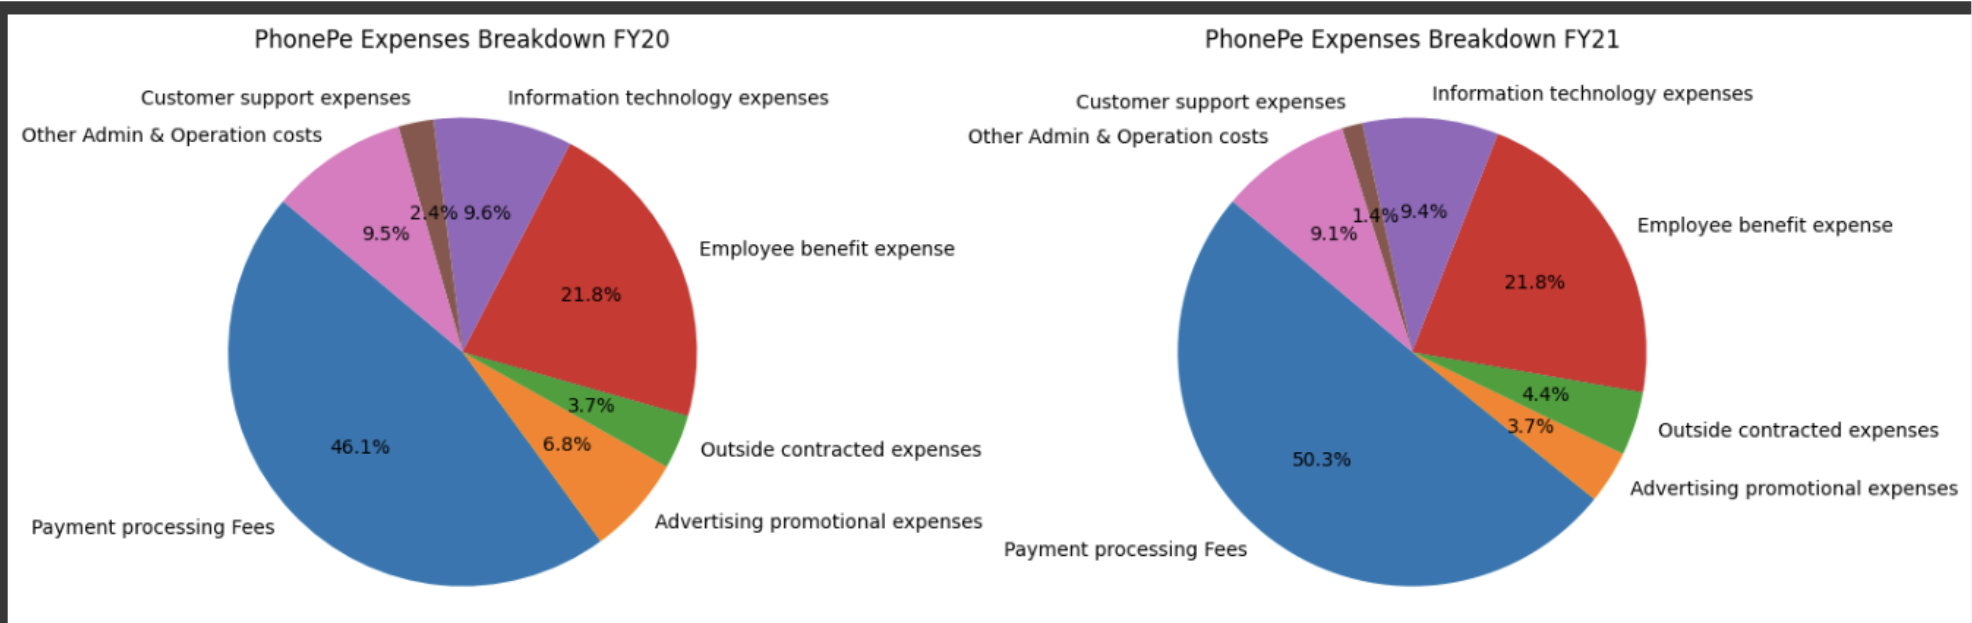 PhonePe Expenses Breakdown FY20
Customer support expenses
Information technology expenses
Other Admin & Operation costs
2.4%
9.6%
9.5%
Employee benefit expense
21.8%
3.7%
6.8%
46.1%
Outside contracted expenses
Advertising promotional expenses
Payment processing Fees
PhonePe Expenses Breakdown FY21
Information technology expenses
Customer support expenses
Other Admin & Operation costs
1.4%
9.4%
9.1%
Employee benefit expense
21.8%
4.4%
3.7%
50.3%
Outside contracted expenses
Advertising promotional expenses
Payment processing Fees